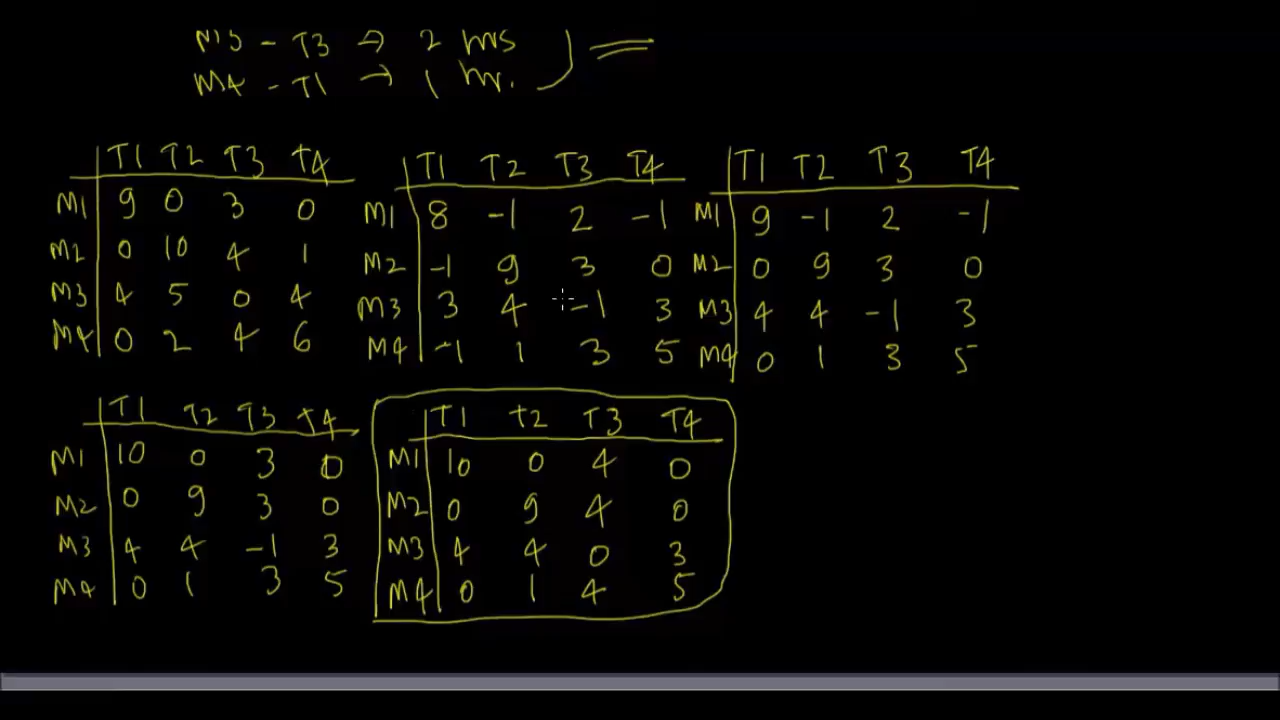 M3 - T3 → 2 hrs
M4 - T1 → 1 hr.
T1 T2 T3 T4
M1 9 0 3 0
M2 0 10 4 1
M3 4 5 0 4
M4 0 2 4 6
T1 T2 T3 T4
M1 8 -1 2 -1
M2 -1 9 3 0
M3 3 4 -1 3
M4 -1 1 3 5
T1 T2 T3 T4
M1 9 -1 2 -1
M2 0 9 3 0
M3 4 4 -1 3
M4 0 1 3 5
T1 T2 T3 T4
M1 10 0 3 0
M2 0 9 3 0
M3 4 4 -1 3
M4 0 1 3 5
T1 T2 T3 T4
M1 10 0 4 0
M2 0 9 4 0
M3 4 4 0 3
M4 0 1 4 5